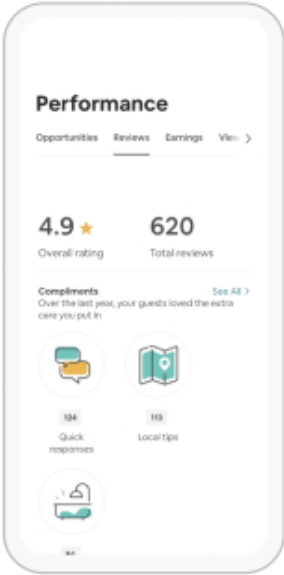 Performance
Opportunities Reviews Earnings
4.9 620
Overall rating Total reviews
Compliments See All >
Over the last year, your guests loved the extra
care you put in
124 113
Quick Local tips
responses